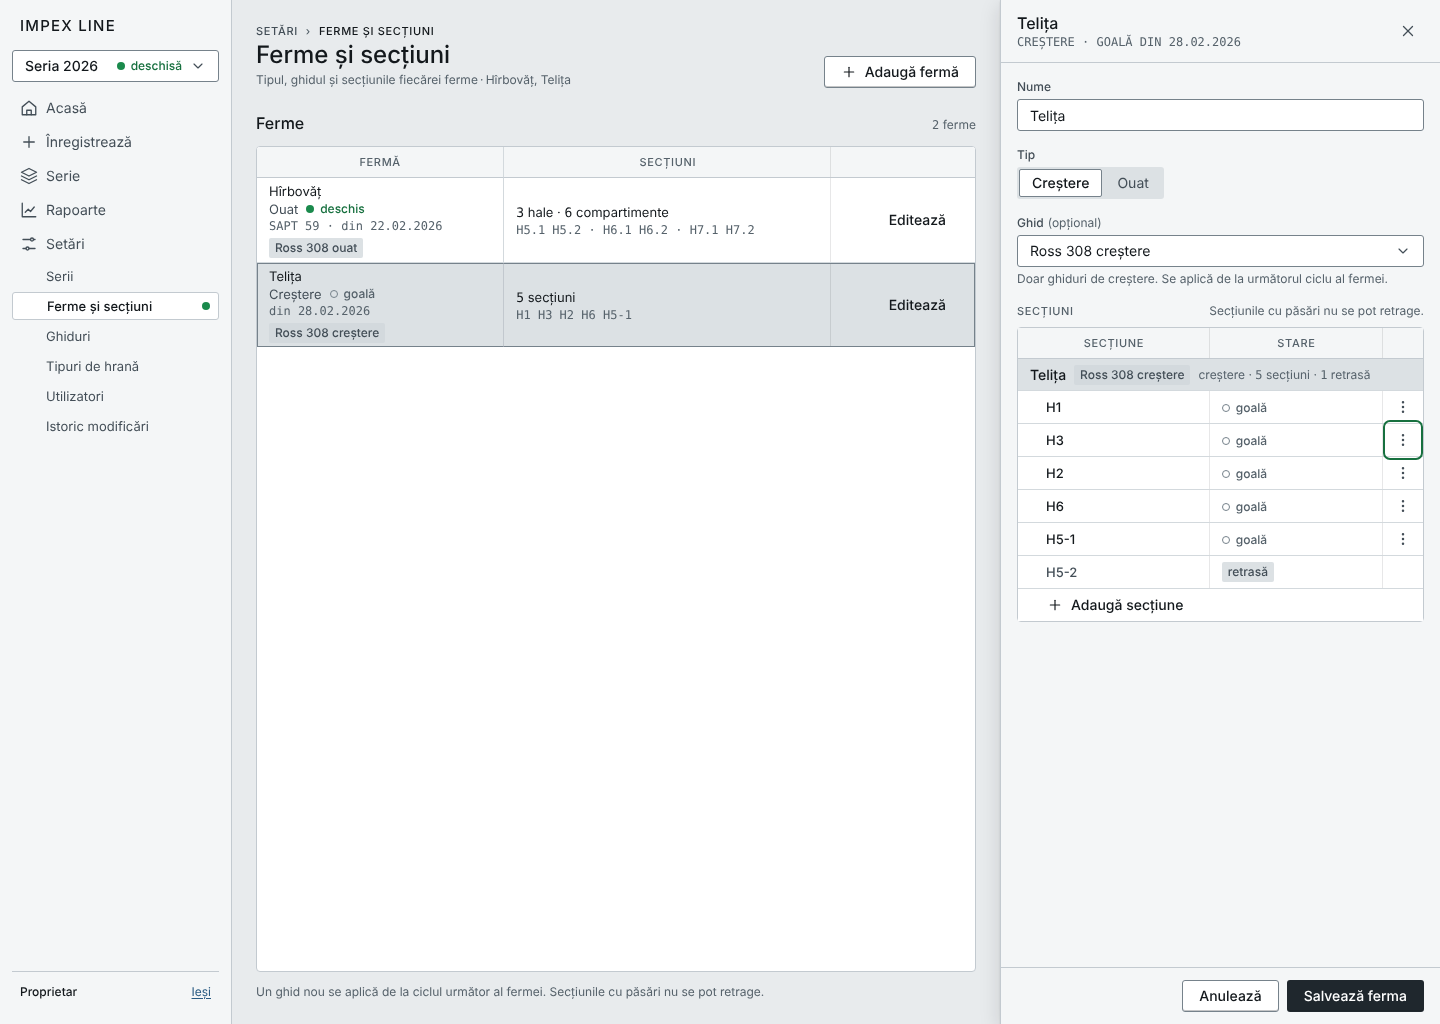 IMPEX LINE
Seria 2026 deschisă
Acasă
Înregistrează
Serie
Rapoarte
Setări
Serii
Ferme și secțiuni
Ghiduri
Tipuri de hrană
Utilizatori
Istoric modificări
Proprietar Ieși
SETĂRI › FERME ȘI SECȚIUNI
Ferme și secțiuni
Tipul, ghidul și secțiunile fiecărei ferme · Hîrbovăț, Telița
Adaugă fermă
Ferme 2 ferme
FERMĂ SECȚIUNI
Hîrbovăț
Ouat deschis
SAPT 59 · din 22.02.2026
Ross 308 ouat
3 hale · 6 compartimente
H5.1 H5.2 · H6.1 H6.2 · H7.1 H7.2
Editează
Telița
Creștere goală
din 28.02.2026
Ross 308 creștere
5 secțiuni
H1 H3 H2 H6 H5-1
Editează
Un ghid nou se aplică de la ciclul următor al fermei. Secțiunile cu păsări nu se pot retrage.
Telița
CREȘTERE · GOALĂ DIN 28.02.2026
Nume
Telița
Tip
Creștere Ouat
Ghid (opțional)
Ross 308 creștere
Doar ghiduri de creștere. Se aplică de la următorul ciclu al fermei.
SECȚIUNI Secțiunile cu păsări nu se pot retrage.
SECȚIUNE STARE
Telița Ross 308 creștere creștere · 5 secțiuni · 1 retrasă
H1 goală
H3 goală
H2 goală
H6 goală
H5-1 goală
H5-2 retrasă
Adaugă secțiune
Anulează Salvează ferma